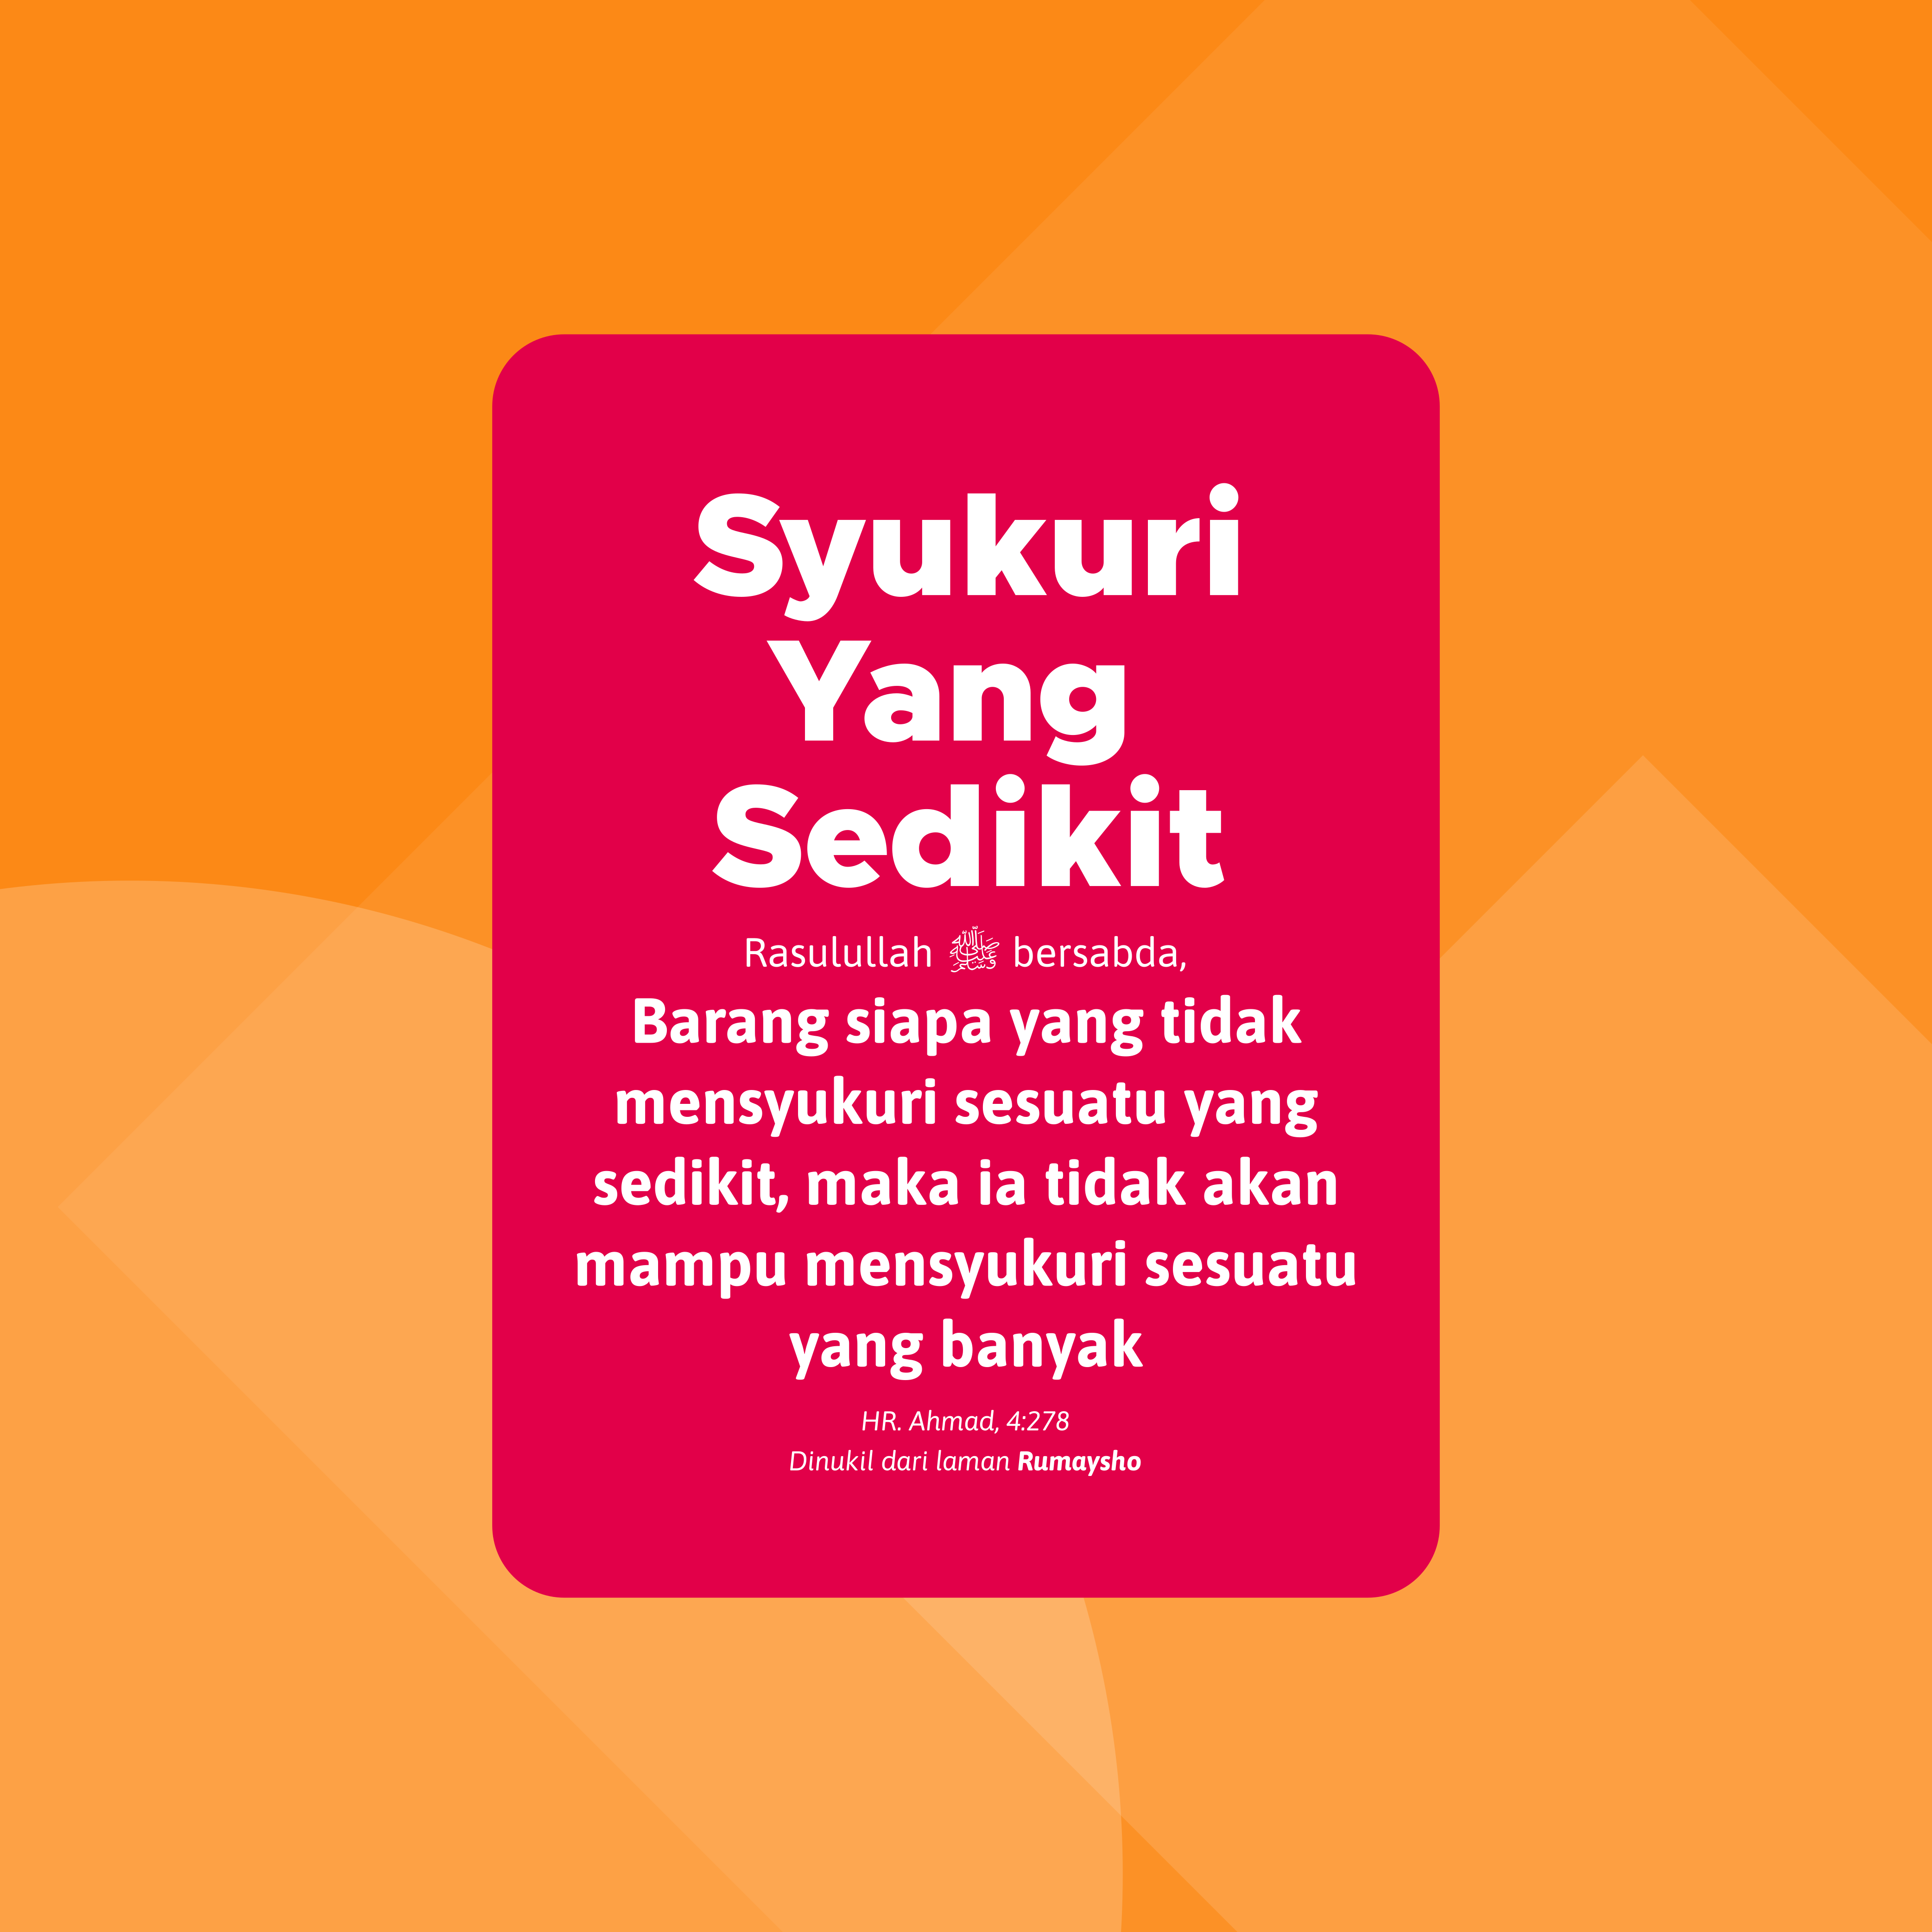 Syukuri
Yang
Sedikit
Rasulullah ﷺ bersabda,
Barang siapa yang tidak
mensyukuri sesuatu yang
sedikit, maka ia tidak akan
mampu mensyukuri sesuatu
yang banyak
HR. Ahmad, 4:278
Dinukil dari laman Rumaysho